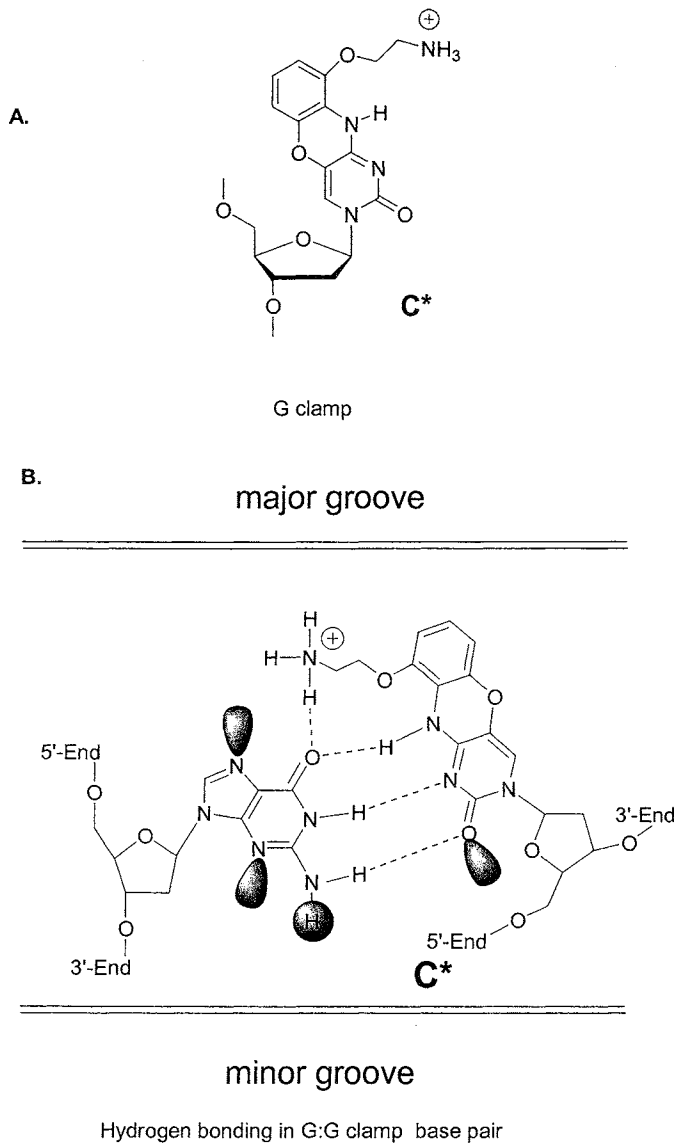 A.
⊕
NH3
O
N-H
O
N
N
O
O
O
O
C*
G clamp
B.
major groove
H
⊕
H-N
H
O
O
N
H
O
N
5'-End
O
N
N
O
N
H
N
N
O
3'-End
O
O
N
H
O
H
O
5'-End
O
3'-End
C*
minor groove
Hydrogen bonding in G:G clamp base pair